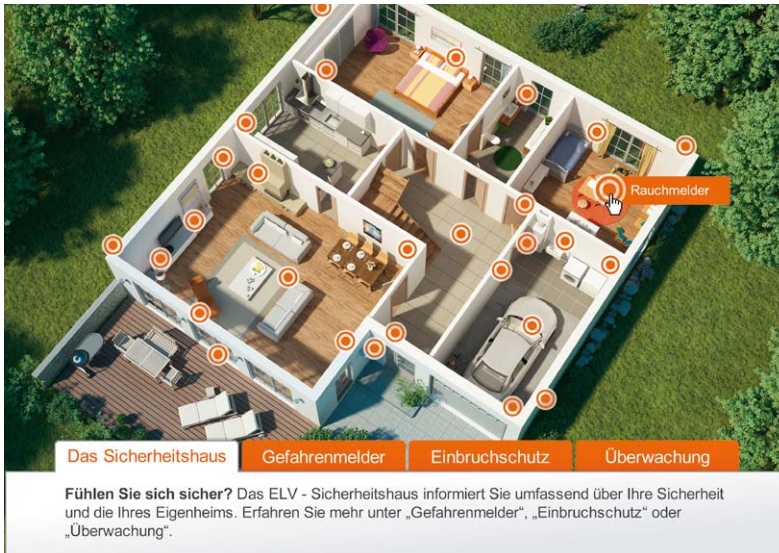 Rauchmelder
Das Sicherheitshaus Gefahrenmelder Einbruchschutz Überwachung
Fühlen Sie sich sicher? Das ELV - Sicherheitshaus informiert Sie umfassend über Ihre Sicherheit
und die Ihres Eigenheims. Erfahren Sie mehr unter „Gefahrenmelder“, „Einbruchschutz” oder
„Überwachung”.